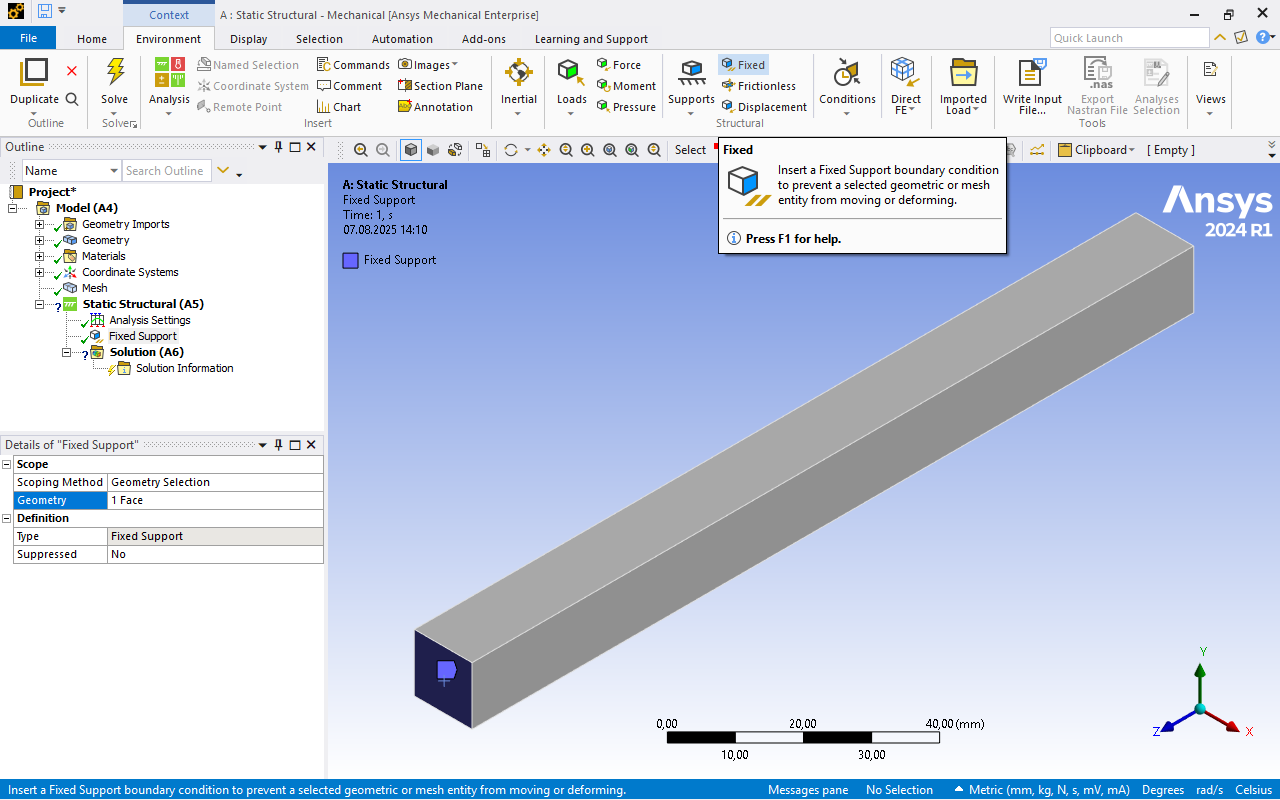 Context
A : Static Structural - Mechanical [Ansys Mechanical Enterprise]
File Home Environment Display Selection Automation Add-ons Learning and Support
Quick Launch
Duplicate
Outline
Solve
Solver
Analysis
Named Selection
Coordinate System
Remote Point
Commands
Comment
Chart
Images
Section Plane
Annotation
Insert
Inertial
Loads
Force
Moment
Pressure
Supports
Fixed
Frictionless
Displacement
Structural
Conditions
Direct
FE
Imported
Load
Write Input
File...
.nas
Export
Nastran File
Analyses
Selection
Tools
Views
Outline
Name
Search Outline
Project*
Model (A4)
Geometry Imports
Geometry
Materials
Coordinate Systems
Mesh
Static Structural (A5)
Analysis Settings
Fixed Support
Solution (A6)
Solution Information
Details of "Fixed Support"
Scope
Scoping Method Geometry Selection
Geometry 1 Face
Definition
Type Fixed Support
Suppressed No
Select
Clipboard
[ Empty ]
Fixed
Insert a Fixed Support boundary condition
to prevent a selected geometric or mesh
entity from moving or deforming.
Press F1 for help.
A: Static Structural
Fixed Support
Time: 1, s
07.08.2025 14:10
Fixed Support
Ansys
2024 R1
0,00 20,00 40,00 (mm)
10,00 30,00
Y
Z
X
Insert a Fixed Support boundary condition to prevent a selected geometric or mesh entity from moving or deforming.
Messages pane
No Selection
Metric (mm, kg, N, s, mV, mA)
Degrees
rad/s
Celsius